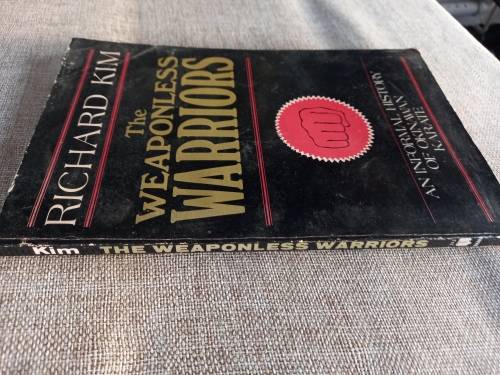 RICHARD KIM
The
WEAPONLESS
WARRIORS
AN INFORMAL HISTORY
OF OKINAWAN
KARATE
Kim THE WEAPONLESS WARRIORS